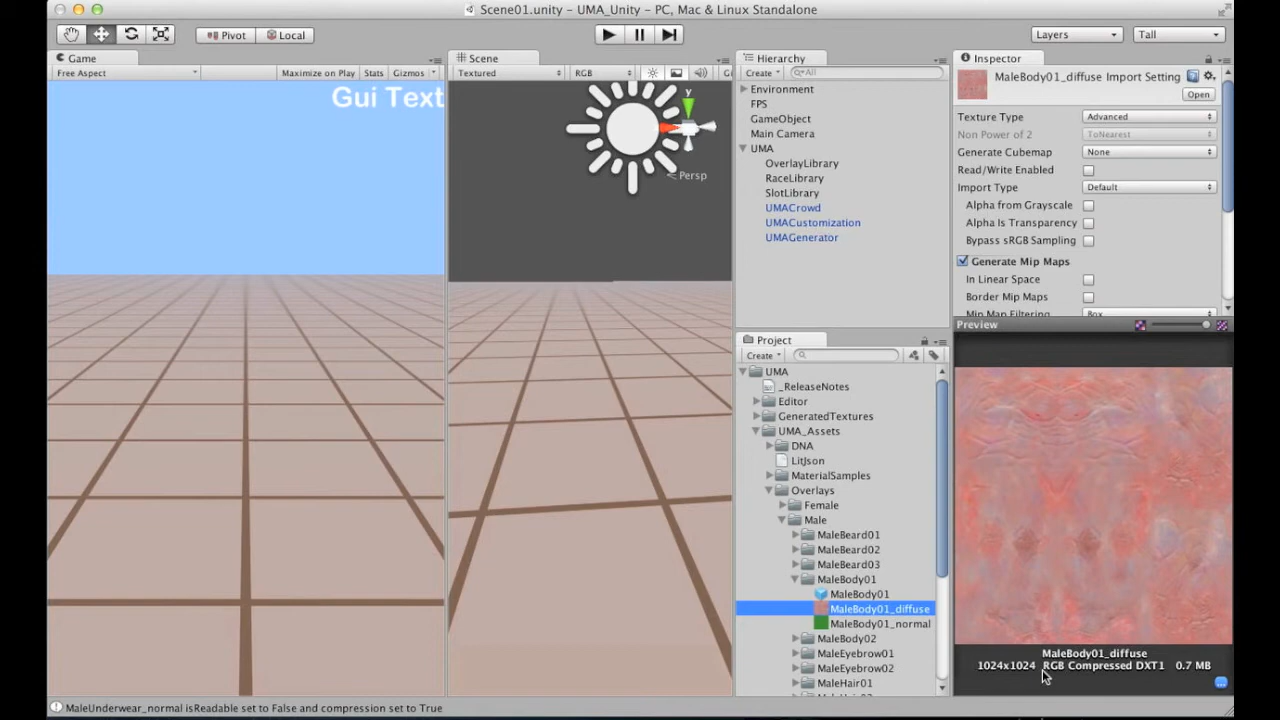 Scene01.unity - UMA_Unity - PC, Mac & Linux Standalone
Pivot
Local
Layers
Tall
Game
Free Aspect
Maximize on Play
Stats
Gizmos
Gui Text
Scene
Textured
RGB
y
Persp
Hierarchy
Create
All
Environment
FPS
GameObject
Main Camera
UMA
OverlayLibrary
RaceLibrary
SlotLibrary
UMACrowd
UMACustomization
UMAGenerator
Project
Create
UMA
_ReleaseNotes
Editor
GeneratedTextures
UMA_Assets
DNA
LitJson
MaterialSamples
Overlays
Female
Male
MaleBeard01
MaleBeard02
MaleBeard03
MaleBody01
MaleBody01
MaleBody01_diffuse
MaleBody01_normal
MaleBody02
MaleEyebrow01
MaleEyebrow02
MaleHair01
Inspector
MaleBody01_diffuse Import Setting
Open
Texture Type
Advanced
Non Power of 2
ToNearest
Generate Cubemap
None
Read/Write Enabled
Import Type
Default
Alpha from Grayscale
Alpha Is Transparency
Bypass sRGB Sampling
Generate Mip Maps
In Linear Space
Border Mip Maps
Mip Map Filtering
Box
Preview
MaleBody01_diffuse
1024x1024 RGB Compressed DXT1 0.7 MB
MaleUnderwear_normal isReadable set to False and compression set to True